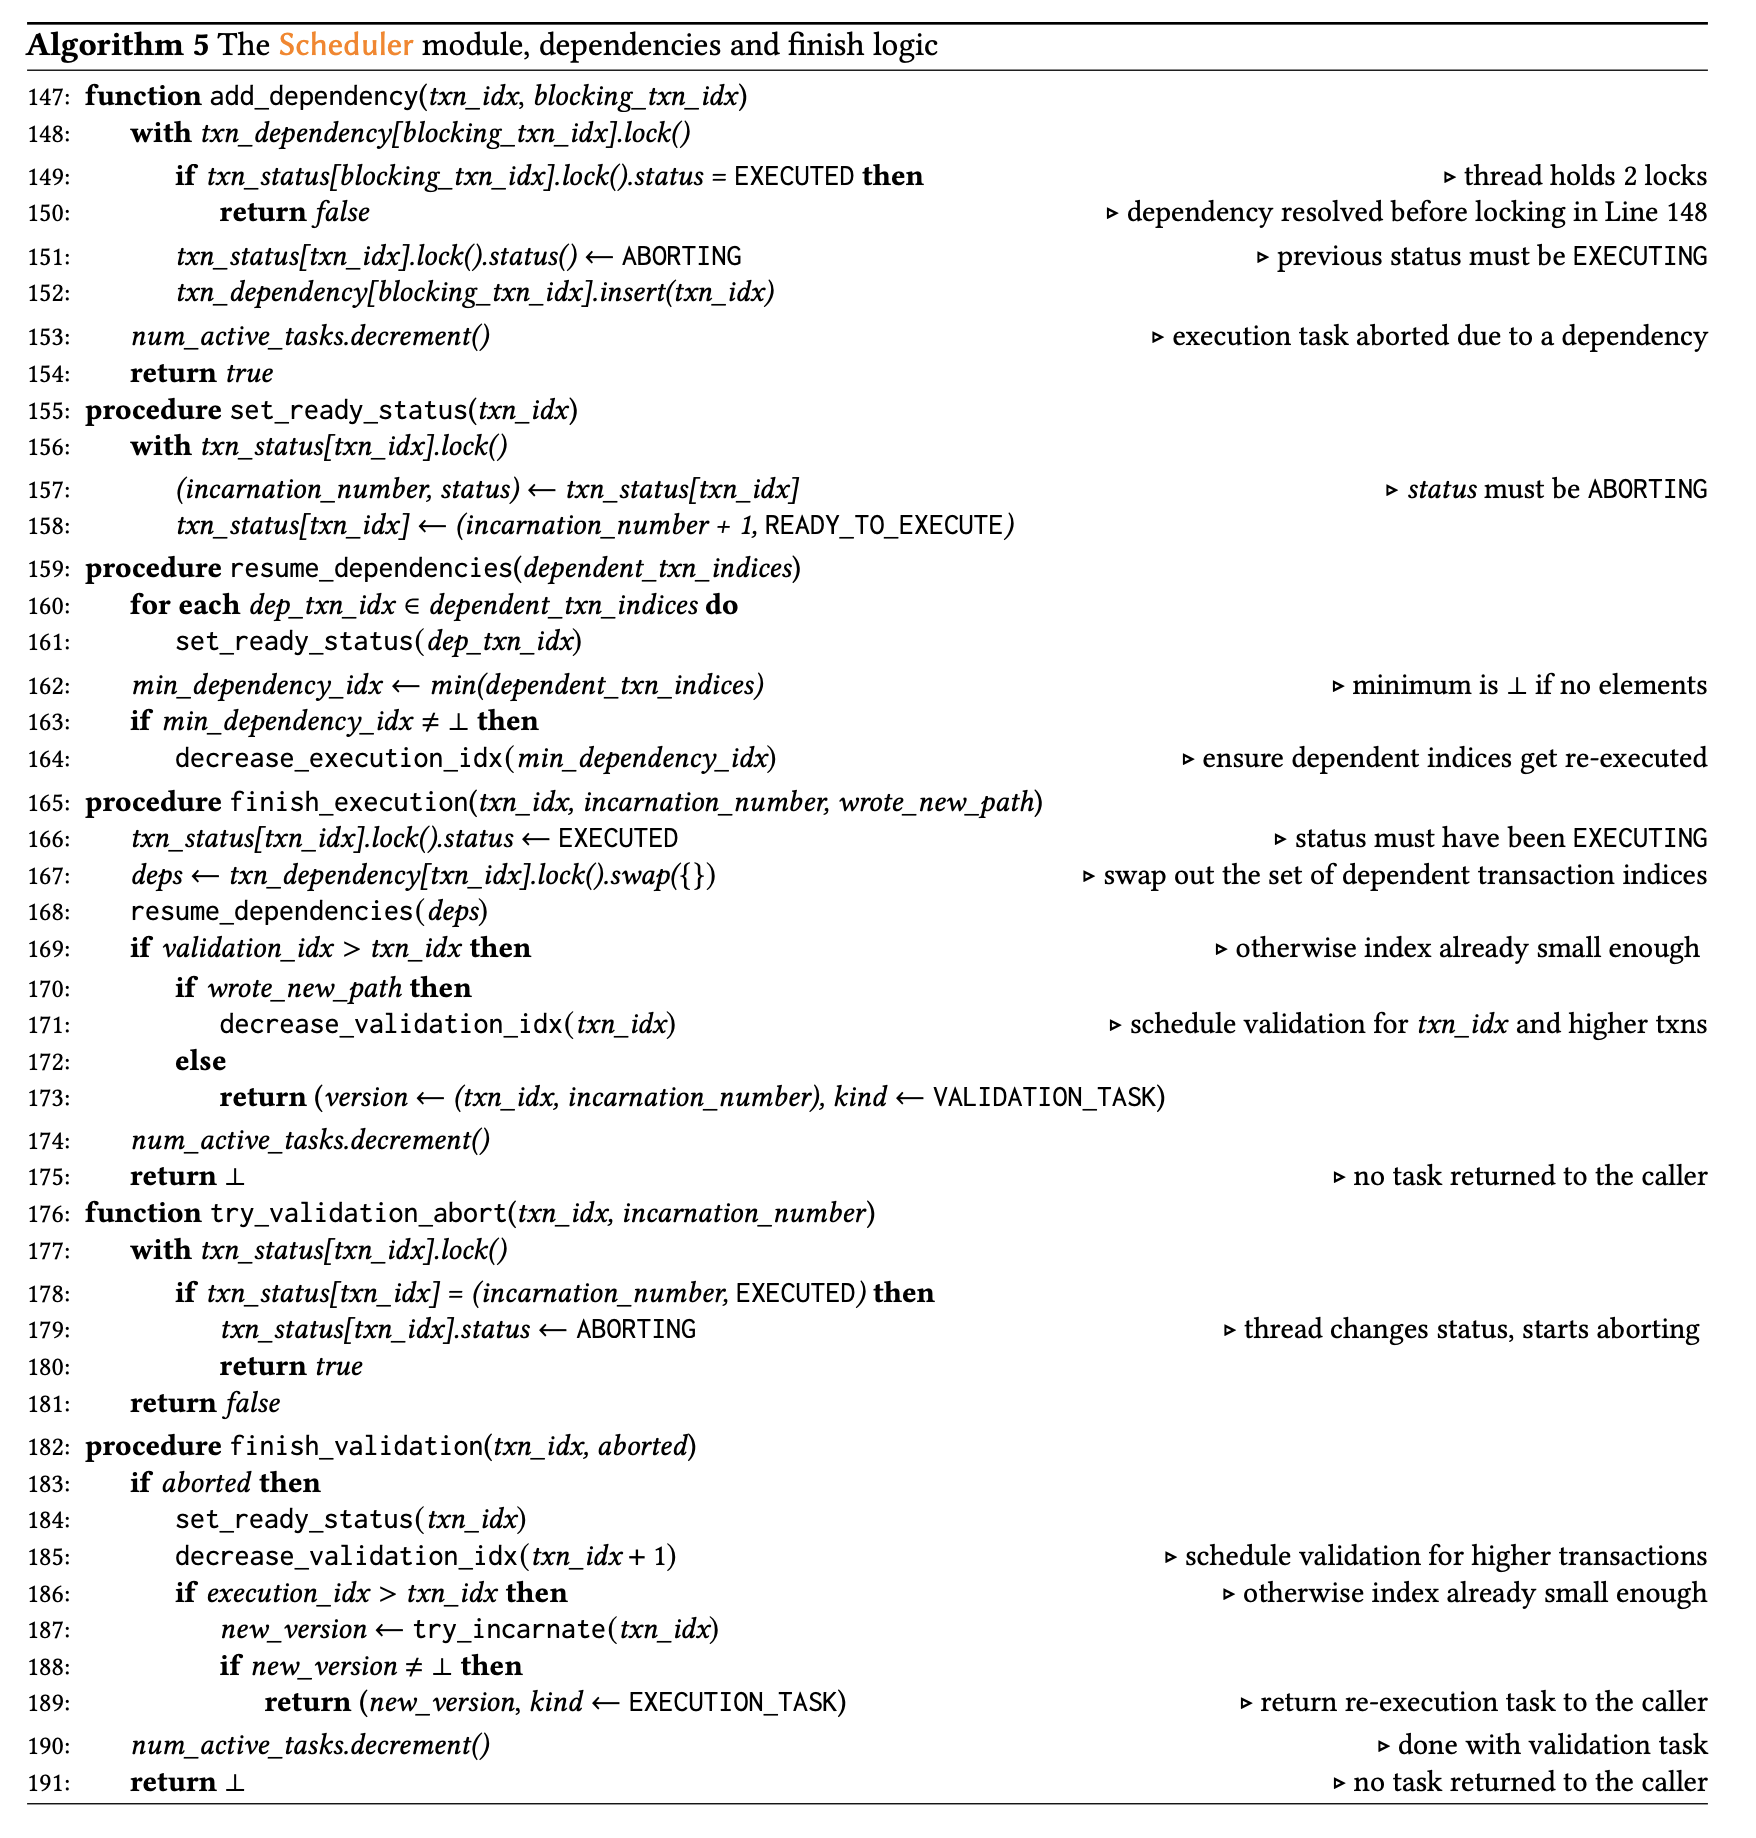 Algorithm 5 The Scheduler module, dependencies and finish logic
147: function add_dependency(txn_idx, blocking_txn_idx)
148: with txn_dependency[blocking_txn_idx].lock()
149: if txn_status[blocking_txn_idx].lock().status = EXECUTED then ▹ thread holds 2 locks
150: return false ▹ dependency resolved before locking in Line 148
151: txn_status[txn_idx].lock().status() ← ABORTING ▹ previous status must be EXECUTING
152: txn_dependency[blocking_txn_idx].insert(txn_idx)
153: num_active_tasks.decrement() ▹ execution task aborted due to a dependency
154: return true
155: procedure set_ready_status(txn_idx)
156: with txn_status[txn_idx].lock()
157: (incarnation_number, status) ← txn_status[txn_idx] ▹ status must be ABORTING
158: txn_status[txn_idx] ← (incarnation_number + 1, READY_TO_EXECUTE)
159: procedure resume_dependencies(dependent_txn_indices)
160: for each dep_txn_idx ∈ dependent_txn_indices do
161: set_ready_status(dep_txn_idx)
162: min_dependency_idx ← min(dependent_txn_indices) ▹ minimum is ⊥ if no elements
163: if min_dependency_idx ≠ ⊥ then
164: decrease_execution_idx(min_dependency_idx) ▹ ensure dependent indices get re-executed
165: procedure finish_execution(txn_idx, incarnation_number, wrote_new_path)
166: txn_status[txn_idx].lock().status ← EXECUTED ▹ status must have been EXECUTING
167: deps ← txn_dependency[txn_idx].lock().swap({}) ▹ swap out the set of dependent transaction indices
168: resume_dependencies(deps)
169: if validation_idx > txn_idx then ▹ otherwise index already small enough
170: if wrote_new_path then
171: decrease_validation_idx(txn_idx) ▹ schedule validation for txn_idx and higher txns
172: else
173: return (version ← (txn_idx, incarnation_number), kind ← VALIDATION_TASK)
174: num_active_tasks.decrement()
175: return ⊥ ▹ no task returned to the caller
176: function try_validation_abort(txn_idx, incarnation_number)
177: with txn_status[txn_idx].lock()
178: if txn_status[txn_idx] = (incarnation_number, EXECUTED) then
179: txn_status[txn_idx].status ← ABORTING ▹ thread changes status, starts aborting
180: return true
181: return false
182: procedure finish_validation(txn_idx, aborted)
183: if aborted then
184: set_ready_status(txn_idx)
185: decrease_validation_idx(txn_idx + 1) ▹ schedule validation for higher transactions
186: if execution_idx > txn_idx then ▹ otherwise index already small enough
187: new_version ← try_incarnate(txn_idx)
188: if new_version ≠ ⊥ then
189: return (new_version, kind ← EXECUTION_TASK) ▹ return re-execution task to the caller
190: num_active_tasks.decrement() ▹ done with validation task
191: return ⊥ ▹ no task returned to the caller